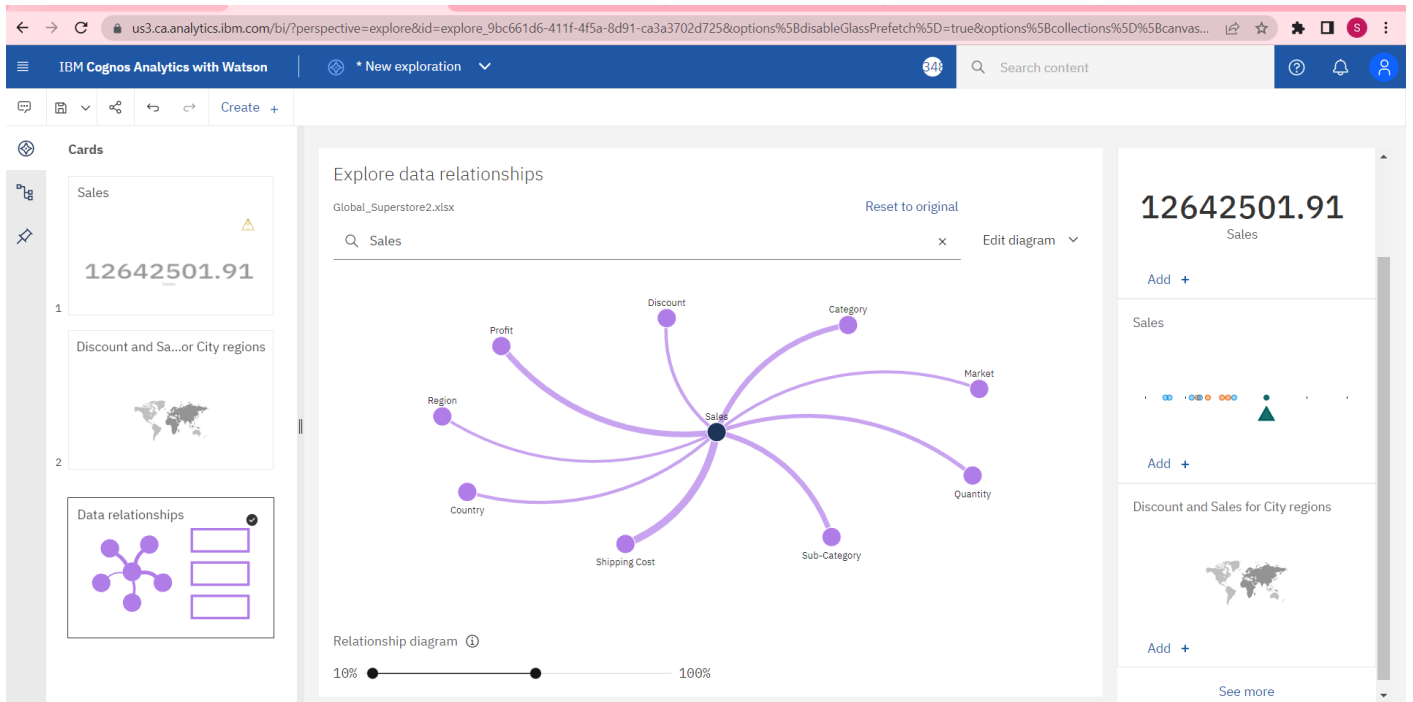 us3.ca.analytics.ibm.com/bi/?perspective=explore&id=explore_9bc661d6-411f-4f5a-8d91-ca3a3702d725&options%5BdisableGlassPrefetch%5D=true&options%5Bcollections%5D%5Bcanvas...
S
IBM Cognos Analytics with Watson
* New exploration
348
Search content
Create +
Cards
Sales
12642501.91
1
Discount and Sa...or City regions
2
Data relationships
Explore data relationships
Global_Superstore2.xlsx
Reset to original
Sales
Edit diagram
Discount
Category
Profit
Market
Region
Sales
Quantity
Country
Sub-Category
Shipping Cost
Relationship diagram
10%
100%
12642501.91
Sales
Add +
Sales
Add +
Discount and Sales for City regions
Add +
See more